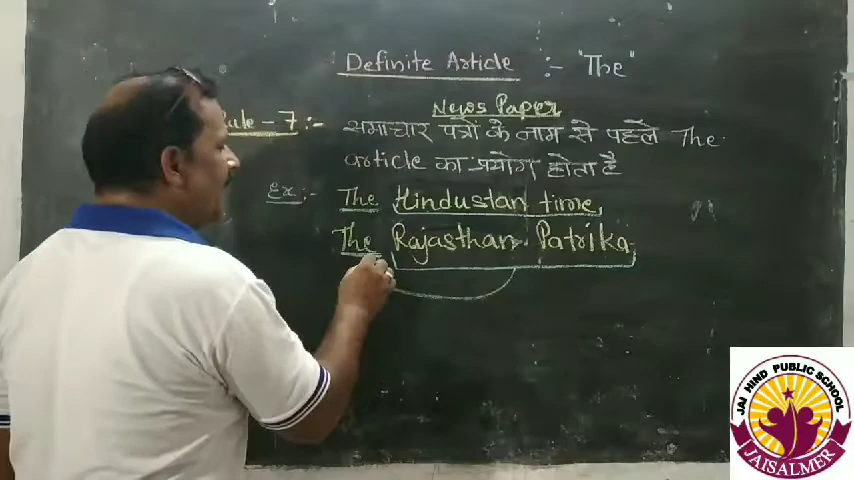 Definite Article :- "The"
News Paper
Rule - 7 :- समाचार पत्रों के नाम से पहले The
article का प्रयोग होता है
Ex :- The Hindustan time
The Rajasthan Patrika
JAI HIND PUBLIC SCHOOL
JAISALMER